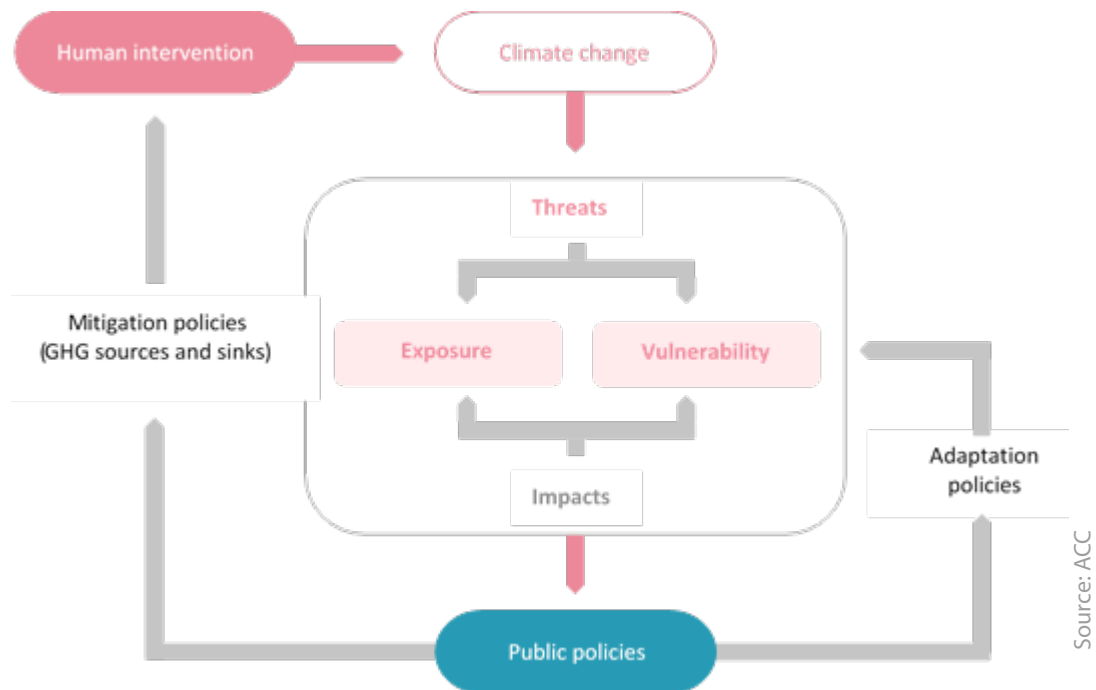 Human intervention
Climate change
Threats
Mitigation policies
(GHG sources and sinks)
Exposure
Vulnerability
Adaptation
policies
Impacts
Public policies
Source: ACC